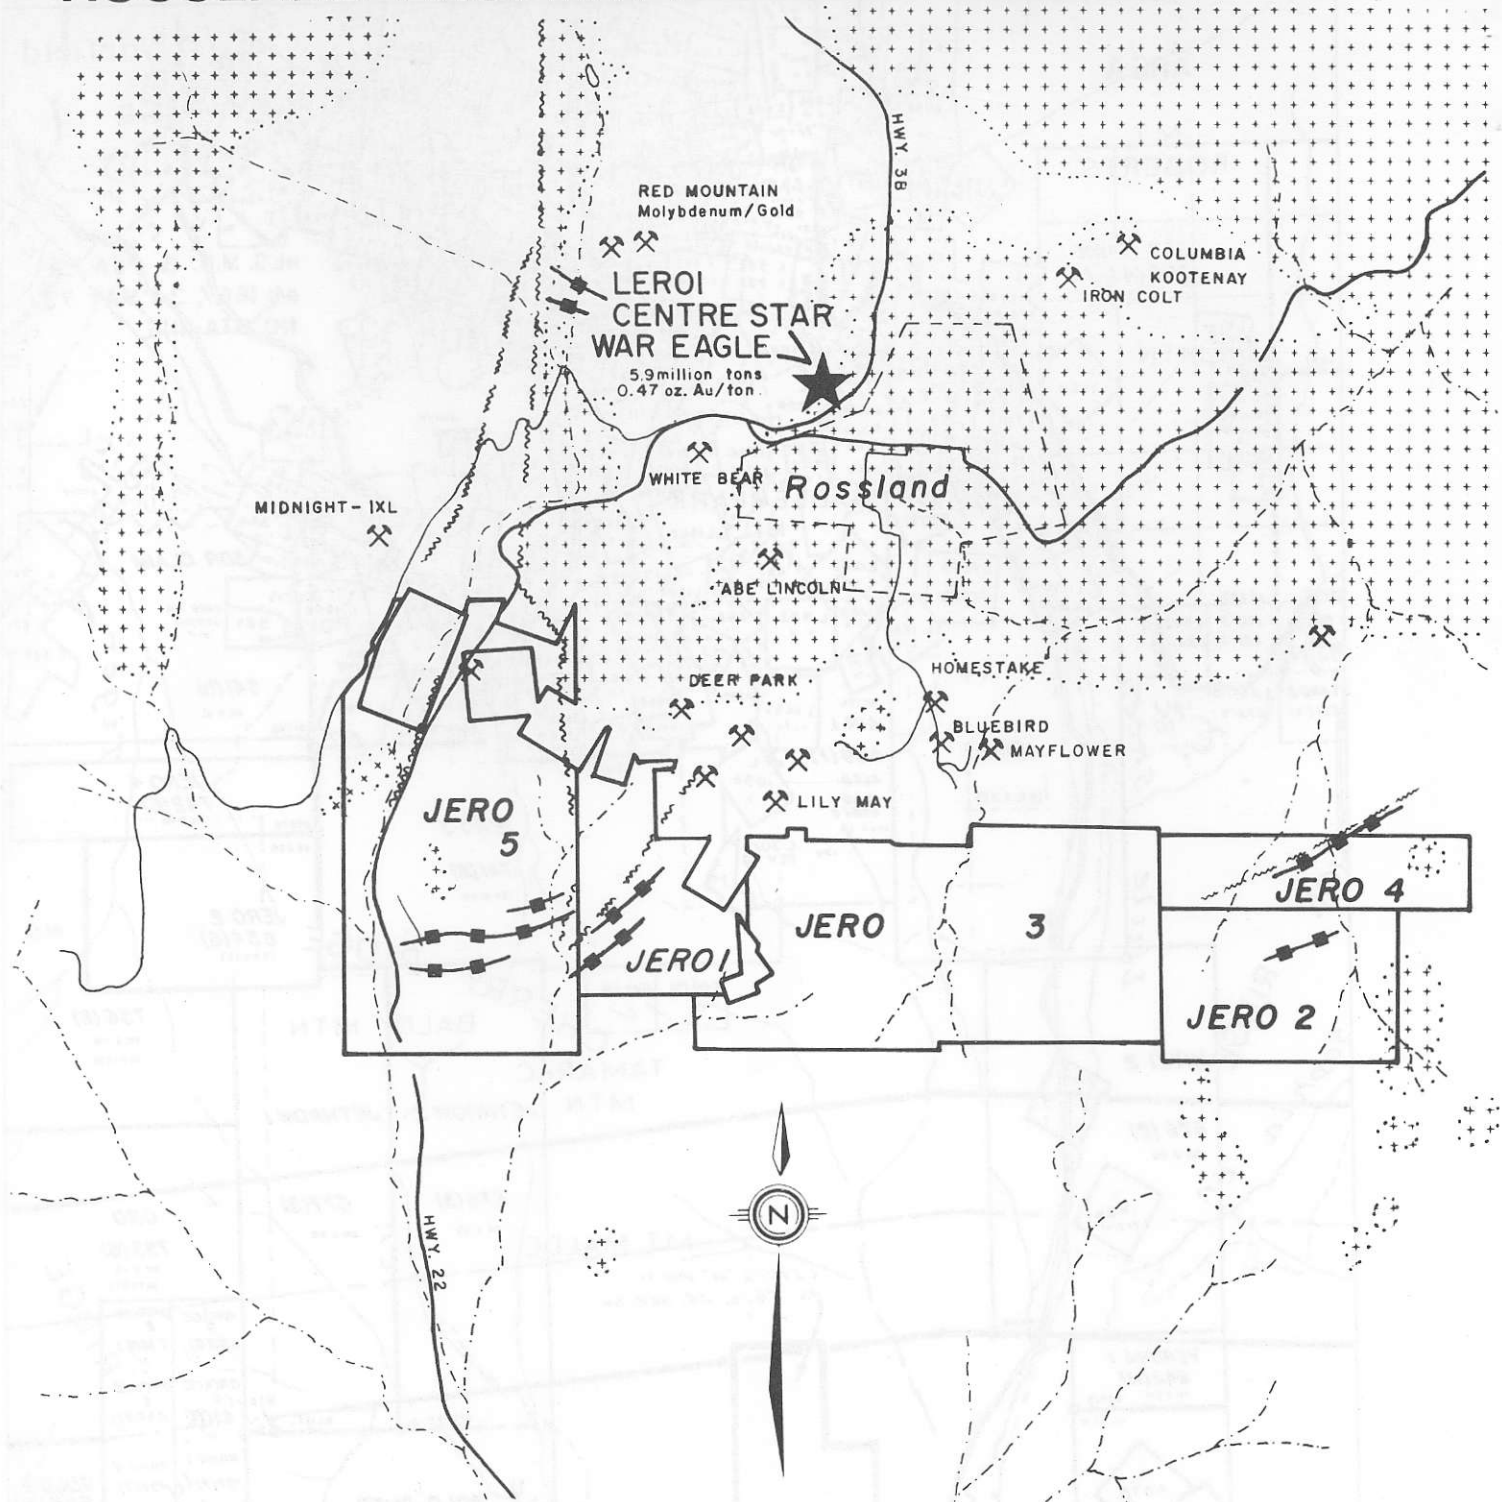 HWY. 38
RED MOUNTAIN
Molybdenum/Gold
COLUMBIA
KOOTENAY
IRON COLT
LEROI
CENTRE STAR
WAR EAGLE
5.9 million tons
0.47 oz. Au/ton
WHITE BEAR
Rossland
MIDNIGHT-IXL
ABE LINCOLN
HOMESTAKE
DEER PARK
BLUEBIRD
MAYFLOWER
LILY MAY
JERO
5
JERO 4
JERO
3
JERO 1
JERO 2
N
HWY. 22